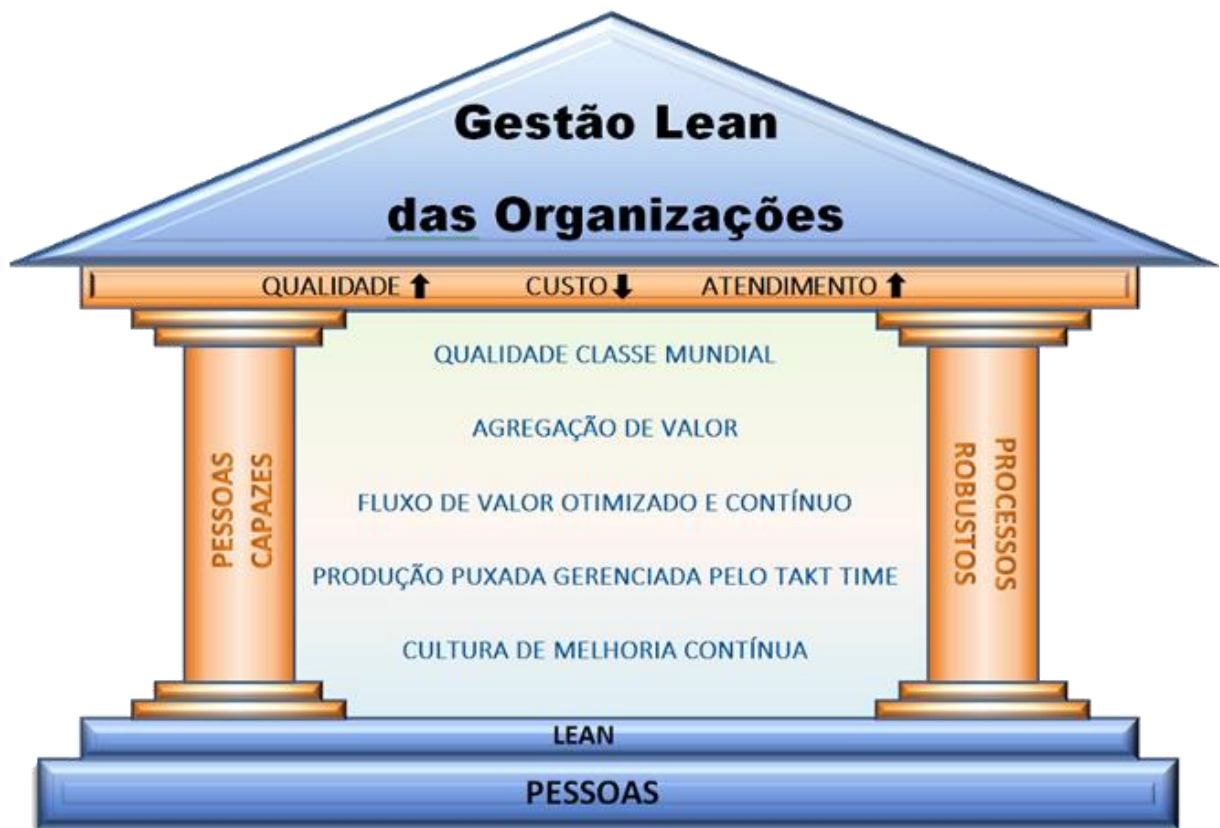 Gestão Lean
das Organizações
QUALIDADE ⬆ CUSTO ⬇ ATENDIMENTO ⬆
QUALIDADE CLASSE MUNDIAL
AGREGAÇÃO DE VALOR
FLUXO DE VALOR OTIMIZADO E CONTÍNUO
PRODUÇÃO PUXADA GERENCIADA PELO TAKT TIME
CULTURA DE MELHORIA CONTÍNUA
PESSOAS
CAPAZES
PROCESSOS
ROBUSTOS
LEAN
PESSOAS